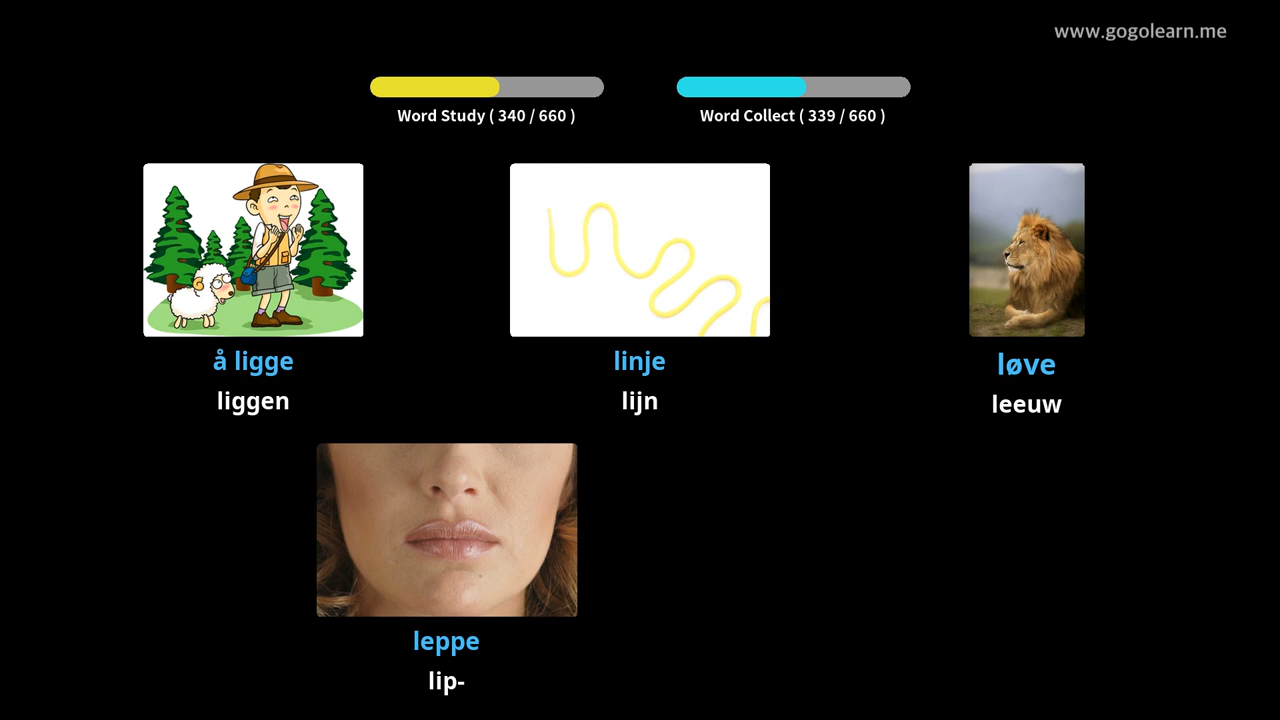 www.gogolearn.me
Word Study ( 340 / 660 )
Word Collect ( 339 / 660 )
å ligge
liggen
linje
lijn
løve
leeuw
leppe
lip-